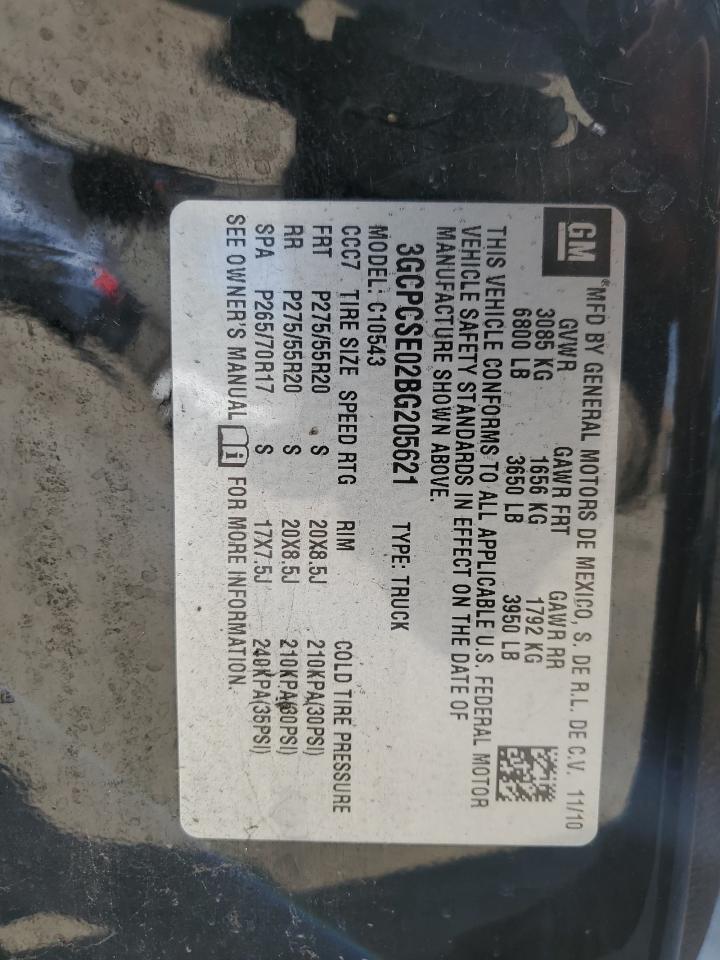 GM
MFD BY GENERAL MOTORS DE MEXICO, S. DE R.L. DE C.V. 11/10
GVWR GAWR FRT GAWR RR
3085 KG 1656 KG 1792 KG
6800 LB 3650 LB 3950 LB
THIS VEHICLE CONFORMS TO ALL APPLICABLE U.S. FEDERAL MOTOR
VEHICLE SAFETY STANDARDS IN EFFECT ON THE DATE OF
MANUFACTURE SHOWN ABOVE.
3GCPCSE02BG205621 TYPE: TRUCK
MODEL: C10543
CCC7 TIRE SIZE SPEED RTG RIM COLD TIRE PRESSURE
FRT P275/55R20 S 20X8.5J 210KPA(30PSI)
RR P275/55R20 S 20X8.5J 210KPA(30PSI)
SPA P265/70R17 S 17X7.5J 240KPA(35PSI)
SEE OWNER'S MANUAL FOR MORE INFORMATION.